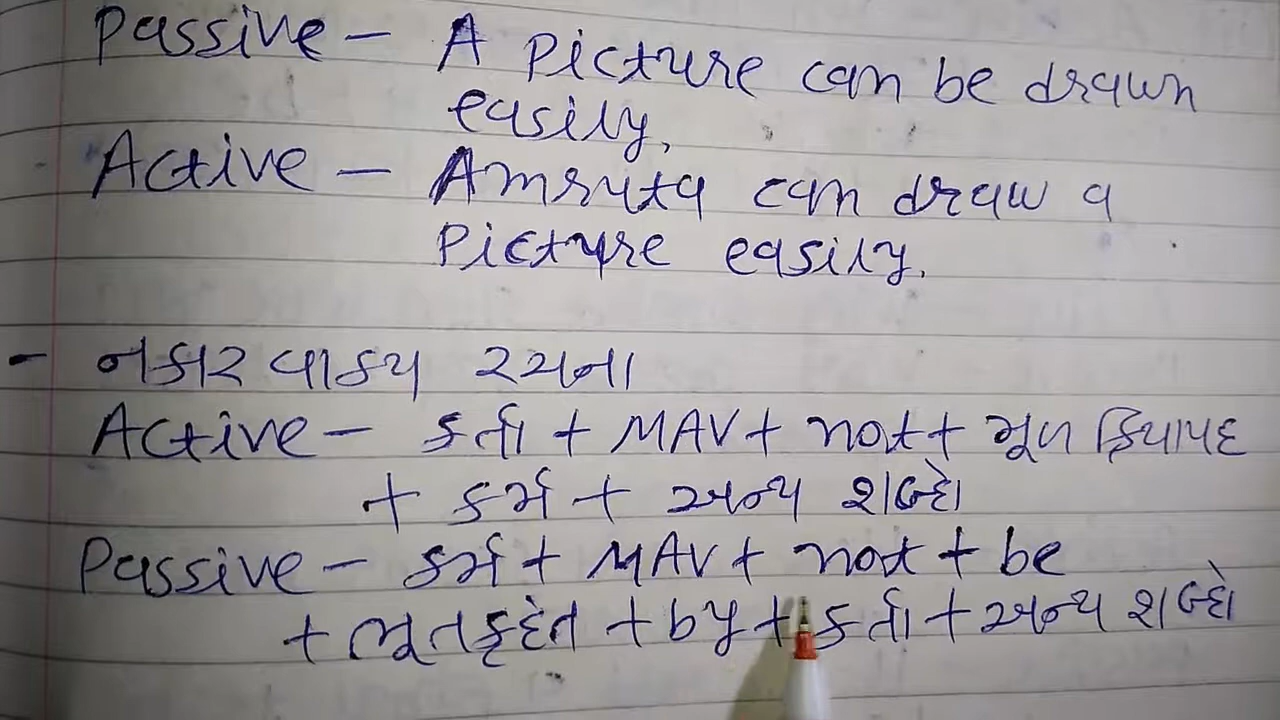 Passive - A Picture can be drawn
easily.
Active - Amruta can draw a
Picture easily.
- નકાર વાક્ય રચના
Active - કર્તા + MAV + not + મૂળ ક્રિયાપદ
+ કર્મ + અન્ય શબ્દો
Passive - કર્મ + MAV + not + be
+ ભૂતકૃદંત + by + કર્તા + અન્ય શબ્દો